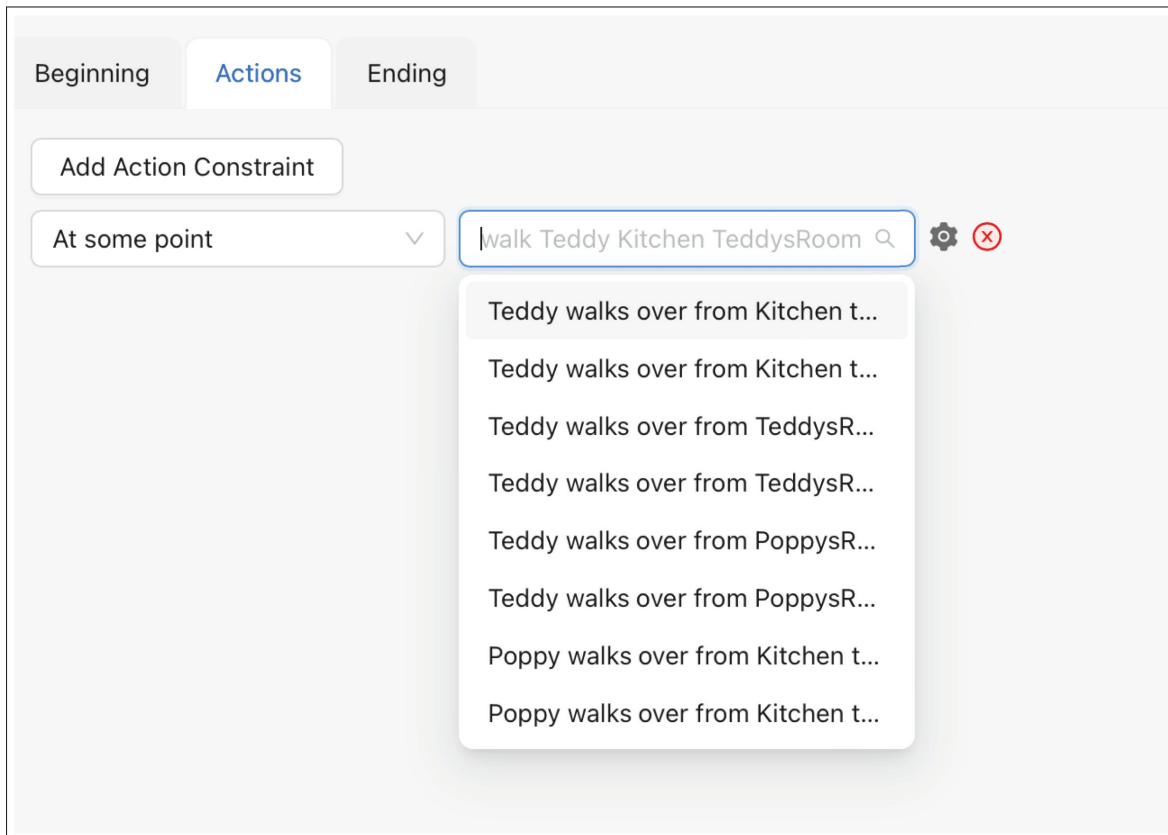 Beginning Actions Ending
Add Action Constraint
At some point walk Teddy Kitchen TeddysRoom
Teddy walks over from Kitchen t...
Teddy walks over from Kitchen t...
Teddy walks over from TeddysR...
Teddy walks over from TeddysR...
Teddy walks over from PoppysR...
Teddy walks over from PoppysR...
Poppy walks over from Kitchen t...
Poppy walks over from Kitchen t...